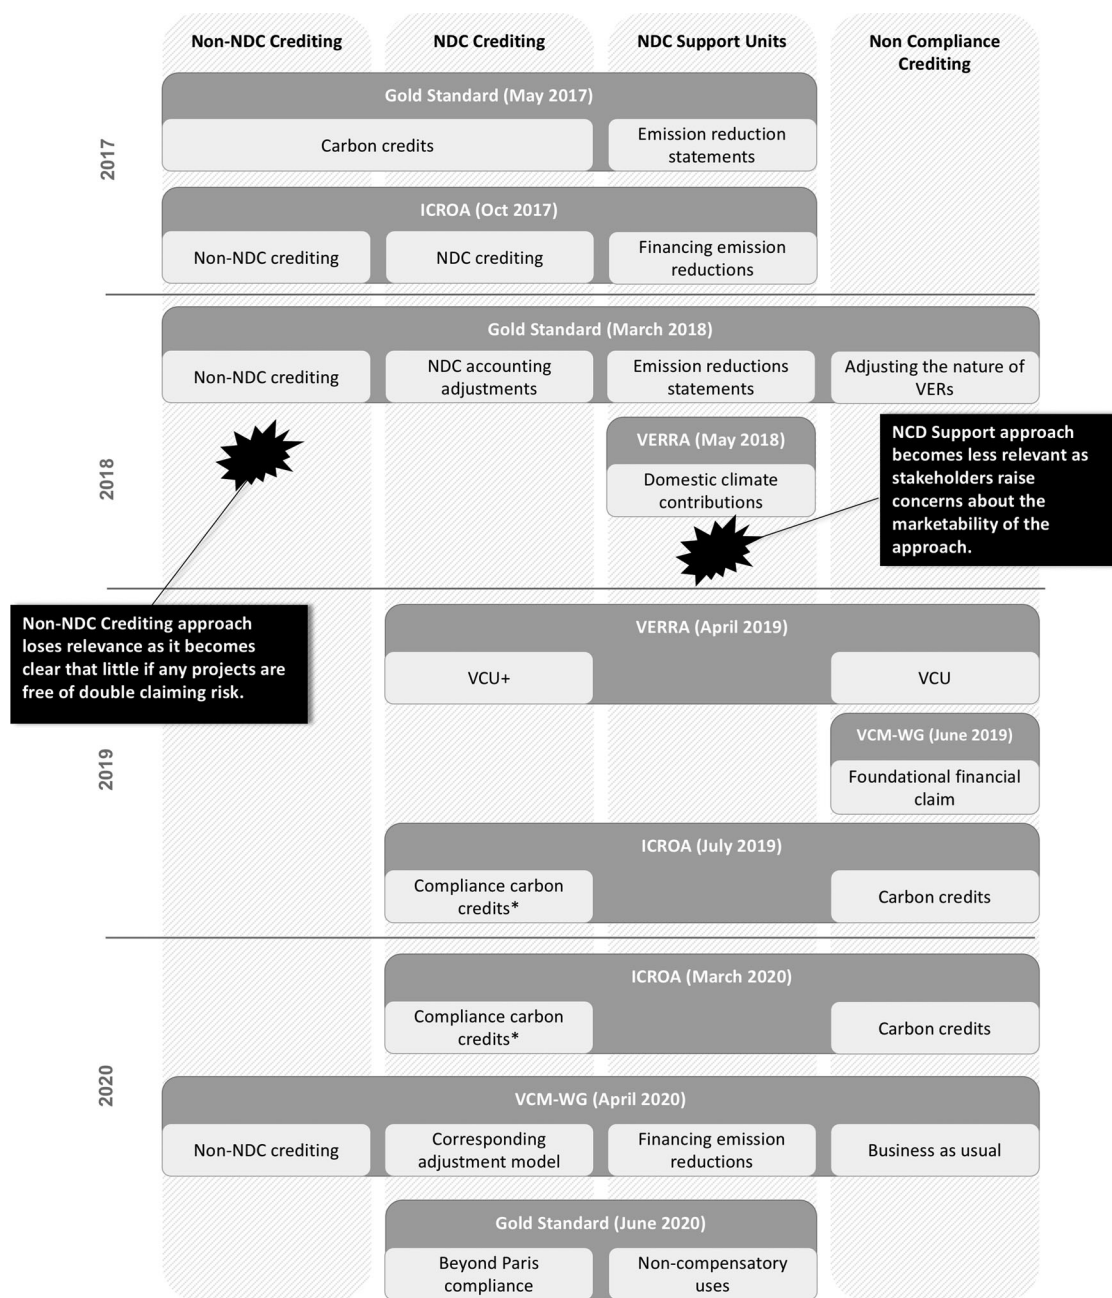 Non-NDC Crediting
NDC Crediting
NDC Support Units
Non Compliance
Crediting
2017
Gold Standard (May 2017)
Carbon credits
Emission reduction
statements
ICROA (Oct 2017)
Non-NDC crediting
NDC crediting
Financing emission
reductions
2018
Gold Standard (March 2018)
Non-NDC crediting
NDC accounting
adjustments
Emission reductions
statements
Adjusting the nature of
VERs
VERRA (May 2018)
Domestic climate
contributions
NCD Support approach
becomes less relevant as
stakeholders raise
concerns about the
marketability of the
approach.
Non-NDC Crediting approach
loses relevance as it becomes
clear that little if any projects are
free of double claiming risk.
2019
VERRA (April 2019)
VCU+
VCU
VCM-WG (June 2019)
Foundational financial
claim
ICROA (July 2019)
Compliance carbon
credits*
Carbon credits
2020
ICROA (March 2020)
Compliance carbon
credits*
Carbon credits
VCM-WG (April 2020)
Non-NDC crediting
Corresponding
adjustment model
Financing emission
reductions
Business as usual
Gold Standard (June 2020)
Beyond Paris
compliance
Non-compensatory
uses